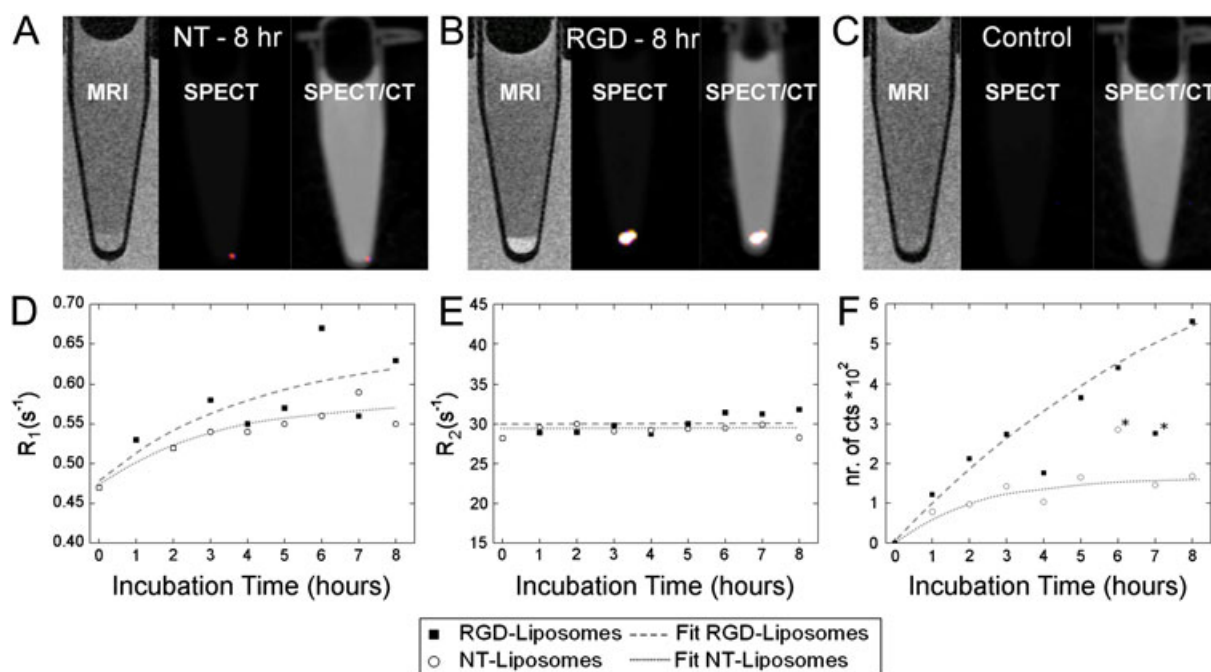 A NT - 8 hr
MRI SPECT SPECT/CT
B RGD - 8 hr
MRI SPECT SPECT/CT
C Control
MRI SPECT SPECT/CT
D
R1(s-1)
0.70
0.65
0.60
0.55
0.50
0.45
0.40
0 1 2 3 4 5 6 7 8
Incubation Time (hours)
E
R2(s-1)
45
40
35
30
25
20
15
0 1 2 3 4 5 6 7 8
Incubation Time (hours)
F
nr. of cts * 10^2
6
5
4
3
2
1
0
* *
0 1 2 3 4 5 6 7 8
Incubation Time (hours)
■ RGD-Liposomes --- Fit RGD-Liposomes
○ NT-Liposomes ······ Fit NT-Liposomes